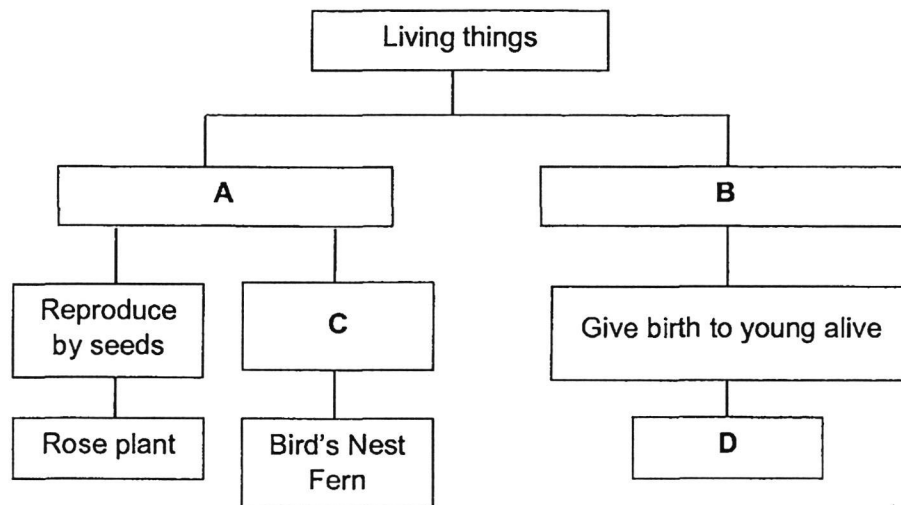 Living things
A
B
Reproduce
by seeds
C
Give birth to young alive
Rose plant
Bird's Nest
Fern
D